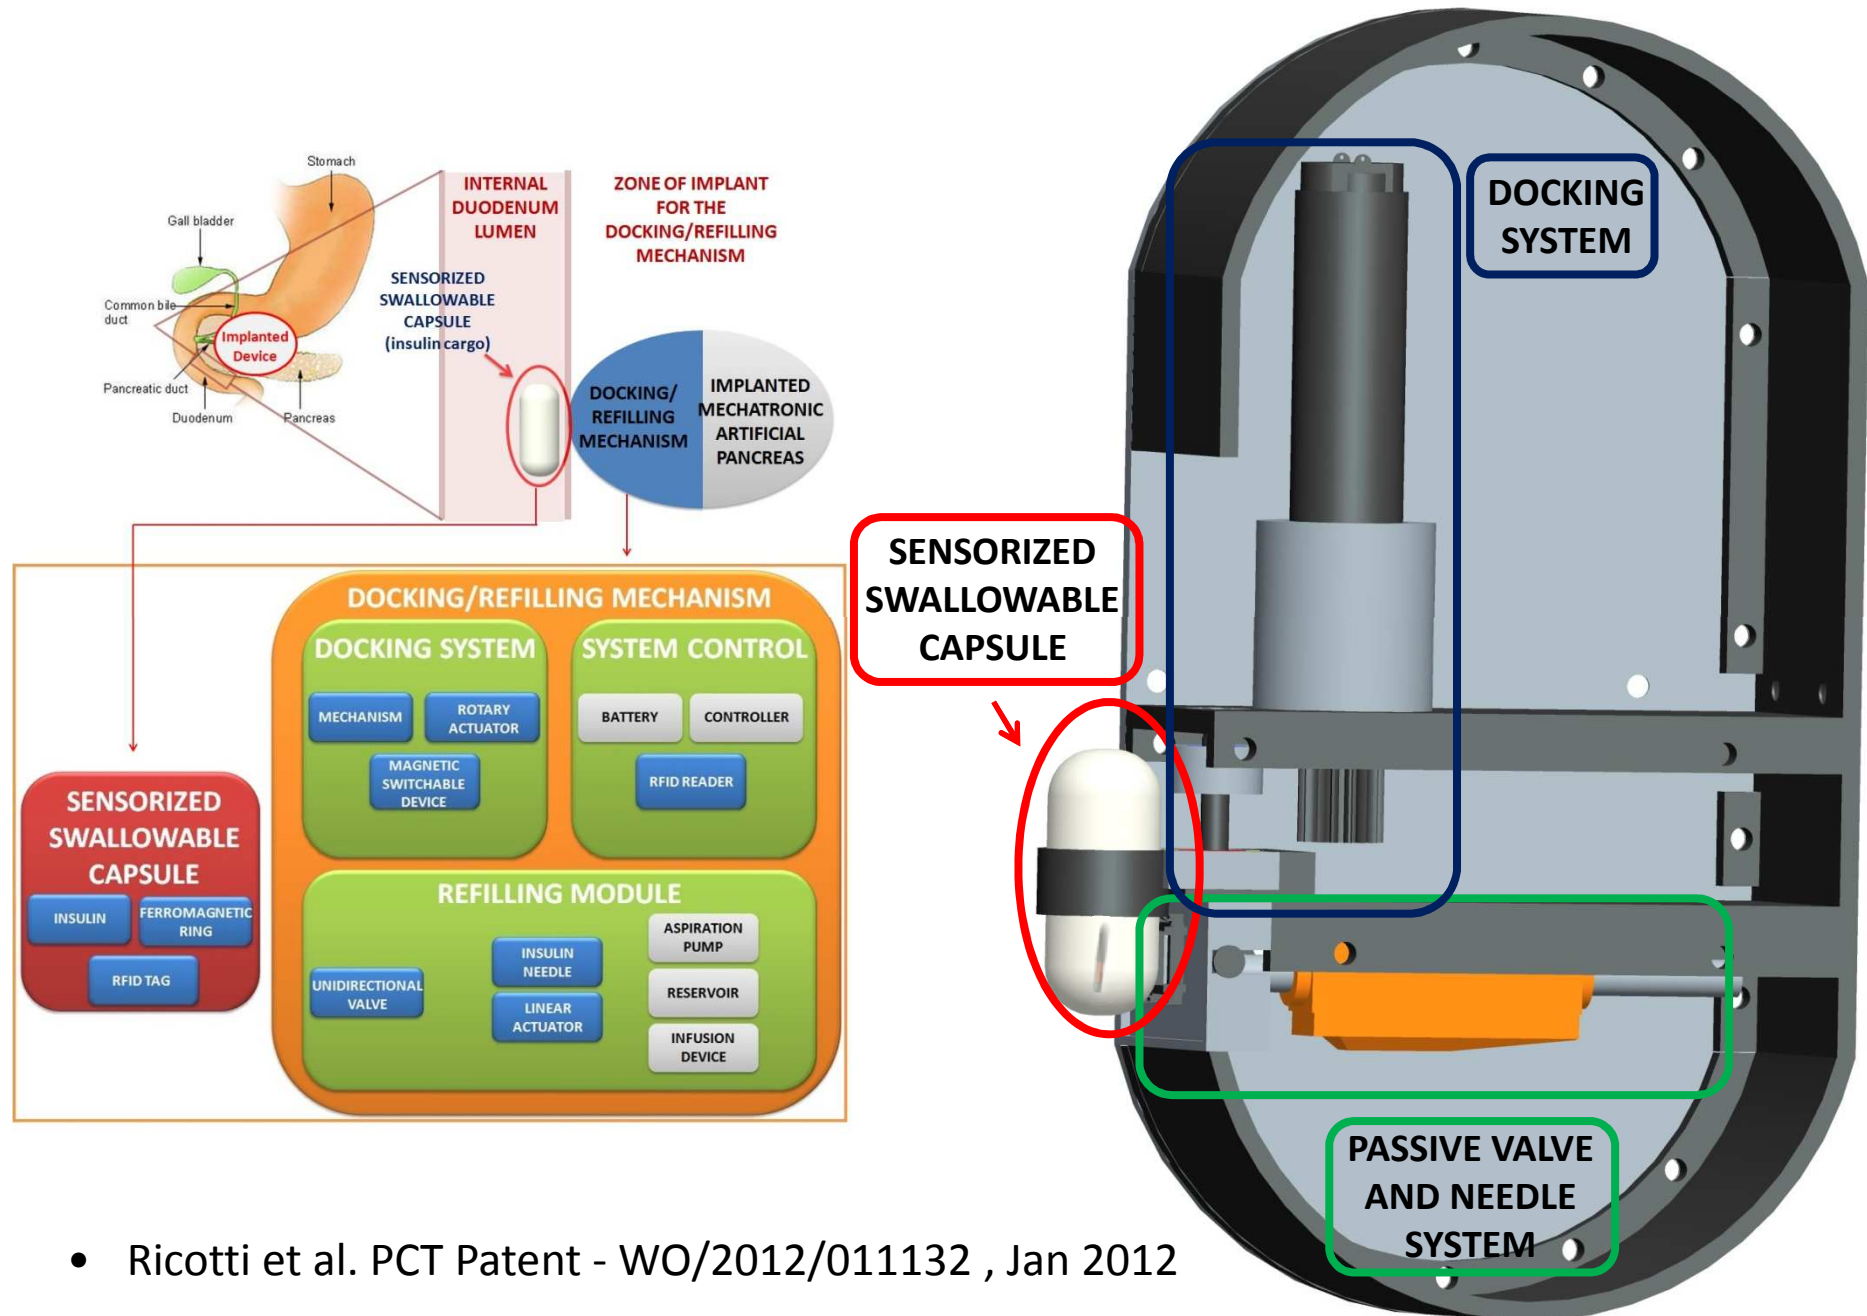 Stomach
Gall bladder
Common bile
duct
Implanted
Device
Pancreatic duct
Duodenum
Pancreas
INTERNAL
DUODENUM
LUMEN
ZONE OF IMPLANT
FOR THE
DOCKING/REFILLING
MECHANISM
SENSORIZED
SWALLOWABLE
CAPSULE
(insulin cargo)
DOCKING/
REFILLING
MECHANISM
IMPLANTED
MECHATRONIC
ARTIFICIAL
PANCREAS
DOCKING/REFILLING MECHANISM
DOCKING SYSTEM
MECHANISM
ROTARY
ACTUATOR
MAGNETIC
SWITCHABLE
DEVICE
SYSTEM CONTROL
BATTERY
CONTROLLER
RFID READER
SENSORIZED
SWALLOWABLE
CAPSULE
INSULIN
FERROMAGNETIC
RING
RFID TAG
REFILLING MODULE
UNIDIRECTIONAL
VALVE
INSULIN
NEEDLE
LINEAR
ACTUATOR
ASPIRATION
PUMP
RESERVOIR
INFUSION
DEVICE
DOCKING
SYSTEM
SENSORIZED
SWALLOWABLE
CAPSULE
PASSIVE VALVE
AND NEEDLE
SYSTEM
• Ricotti et al. PCT Patent - WO/2012/011132 , Jan 2012